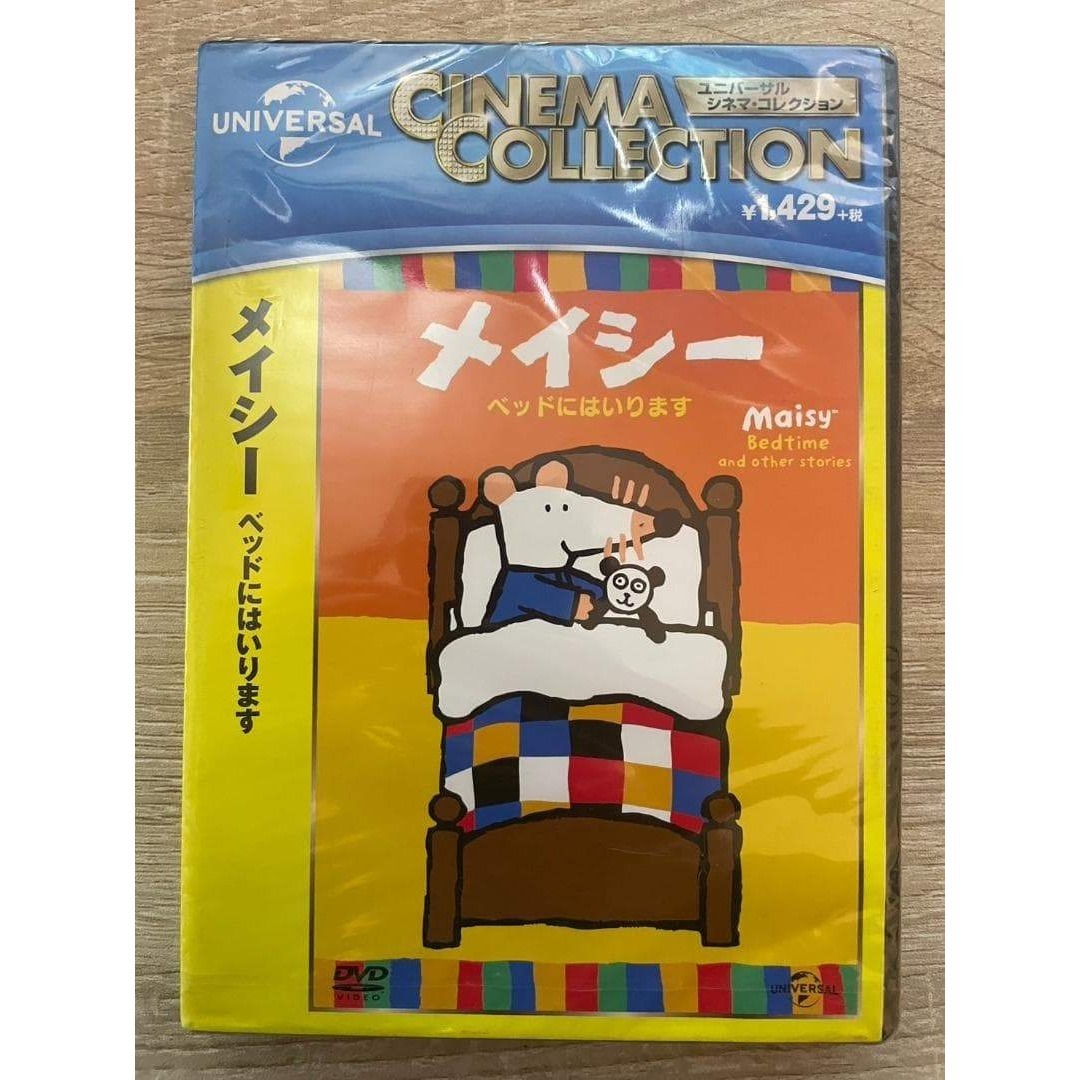 UNIVERSAL
CINEMA
COLLECTION
ユニバーサル
シネマ・コレクション
¥1,429+税
メイシー ベッドにはいります
メイシー
ベッドにはいります
Maisy™
Bedtime
and other stories
DVD
VIDEO
UNIVERSAL